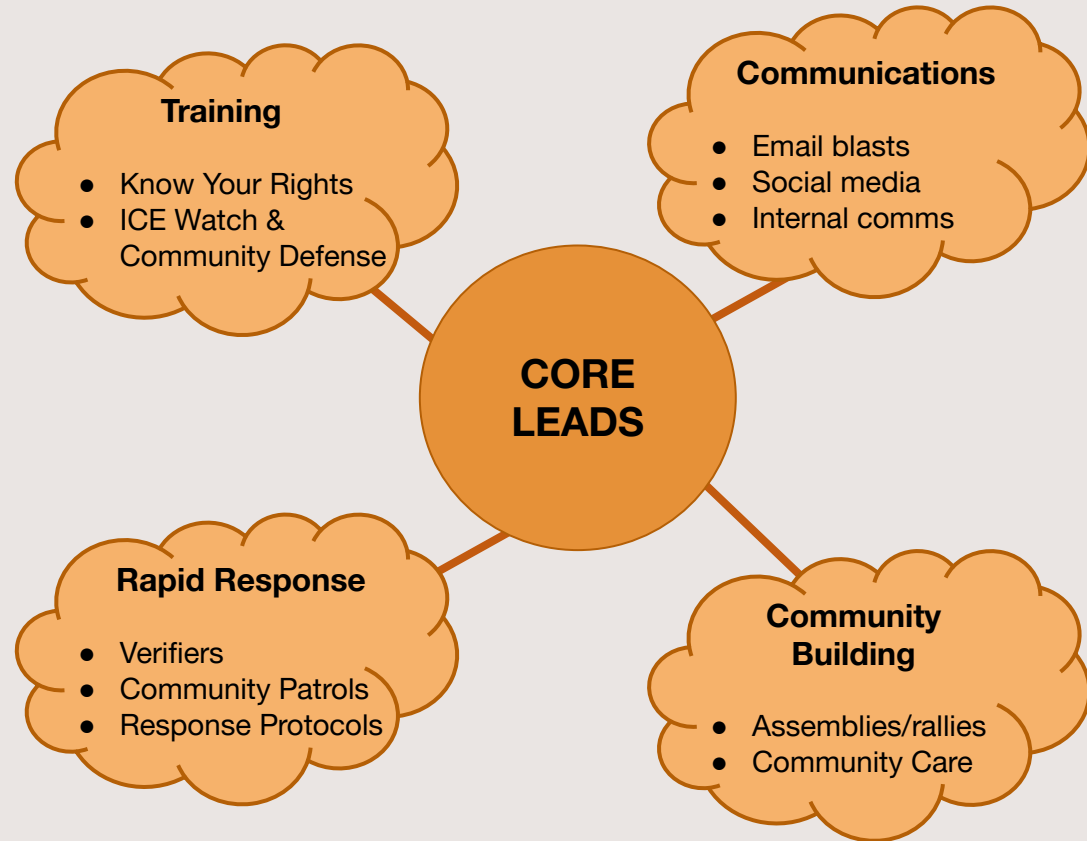 Training
● Know Your Rights
● ICE Watch &
Community Defense
Communications
● Email blasts
● Social media
● Internal comms
CORE
LEADS
Rapid Response
● Verifiers
● Community Patrols
● Response Protocols
Community
Building
● Assemblies/rallies
● Community Care